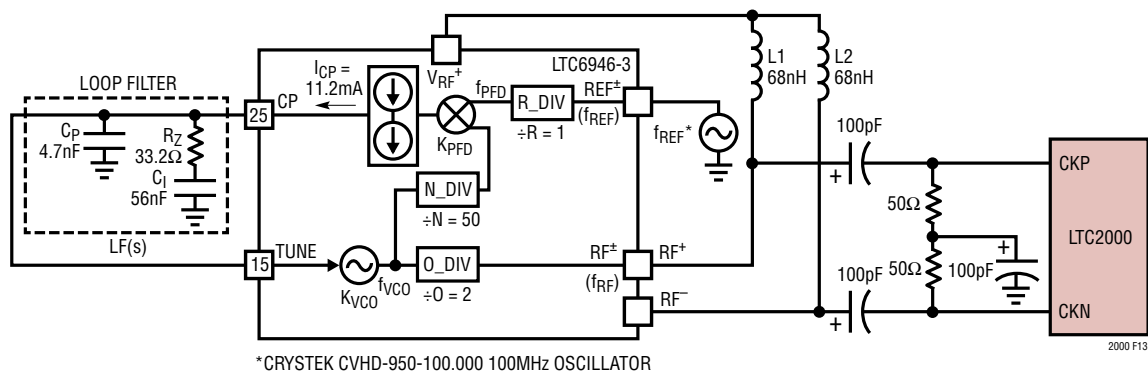 LOOP FILTER
C_P
4.7nF
R_Z
33.2Ω
C_I
56nF
LF(s)
25
CP
I_CP =
11.2mA
V_RF⁺
LTC6946-3
f_PFD
K_PFD
R_DIV
÷R = 1
REF±
(f_REF)
f_REF*
N_DIV
÷N = 50
15
TUNE
K_VCO
f_VCO
O_DIV
÷O = 2
RF±
(f_RF)
RF⁺
RF⁻
L1
68nH
L2
68nH
100pF
+
50Ω
50Ω
+
100pF
100pF
+
CKP
LTC2000
CKN
2000 F13
*CRYSTEK CVHD-950-100.000 100MHz OSCILLATOR